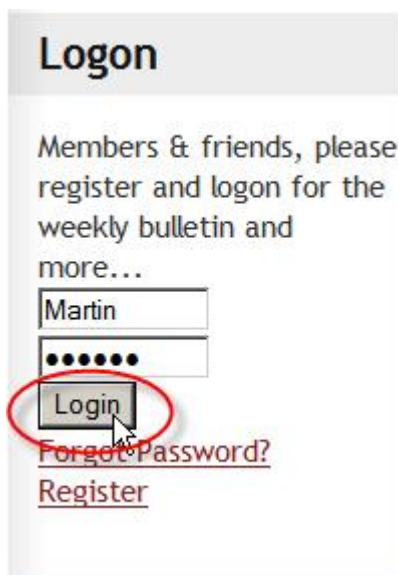 Logon
Members & friends, please
register and logon for the
weekly bulletin and
more...
Martin
●●●●●●
Login
Forgot Password?
Register